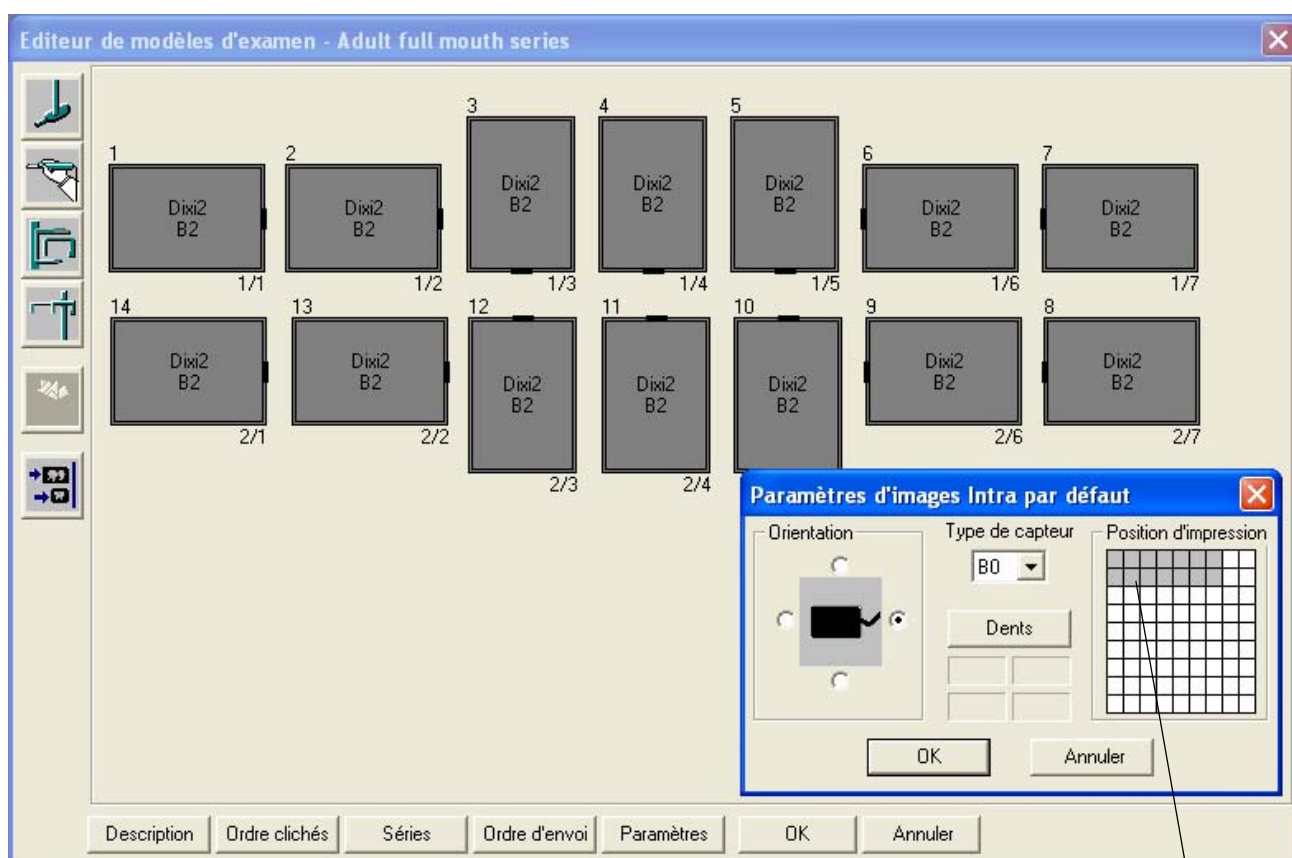 Editeur de modèles d'examen - Adult full mouth series
3 4 5
1 2 6 7
Dixi2 Dixi2 Dixi2
B2 B2 B2
Dixi2 Dixi2 Dixi2 Dixi2
B2 B2 B2 B2
1/1 1/2 1/3 1/4 1/5 1/6 1/7
14 13 12 11 10 9 8
Dixi2 Dixi2 Dixi2 Dixi2
B2 B2 B2 B2
Dixi2 Dixi2 Dixi2
B2 B2 B2
2/1 2/2 2/6 2/7
2/3 2/4
Paramètres d'images Intra par défaut
Orientation Type de capteur Position d'impression
B0
Dents
OK Annuler
Description Ordre clichés Séries Ordre d'envoi Paramètres OK Annuler